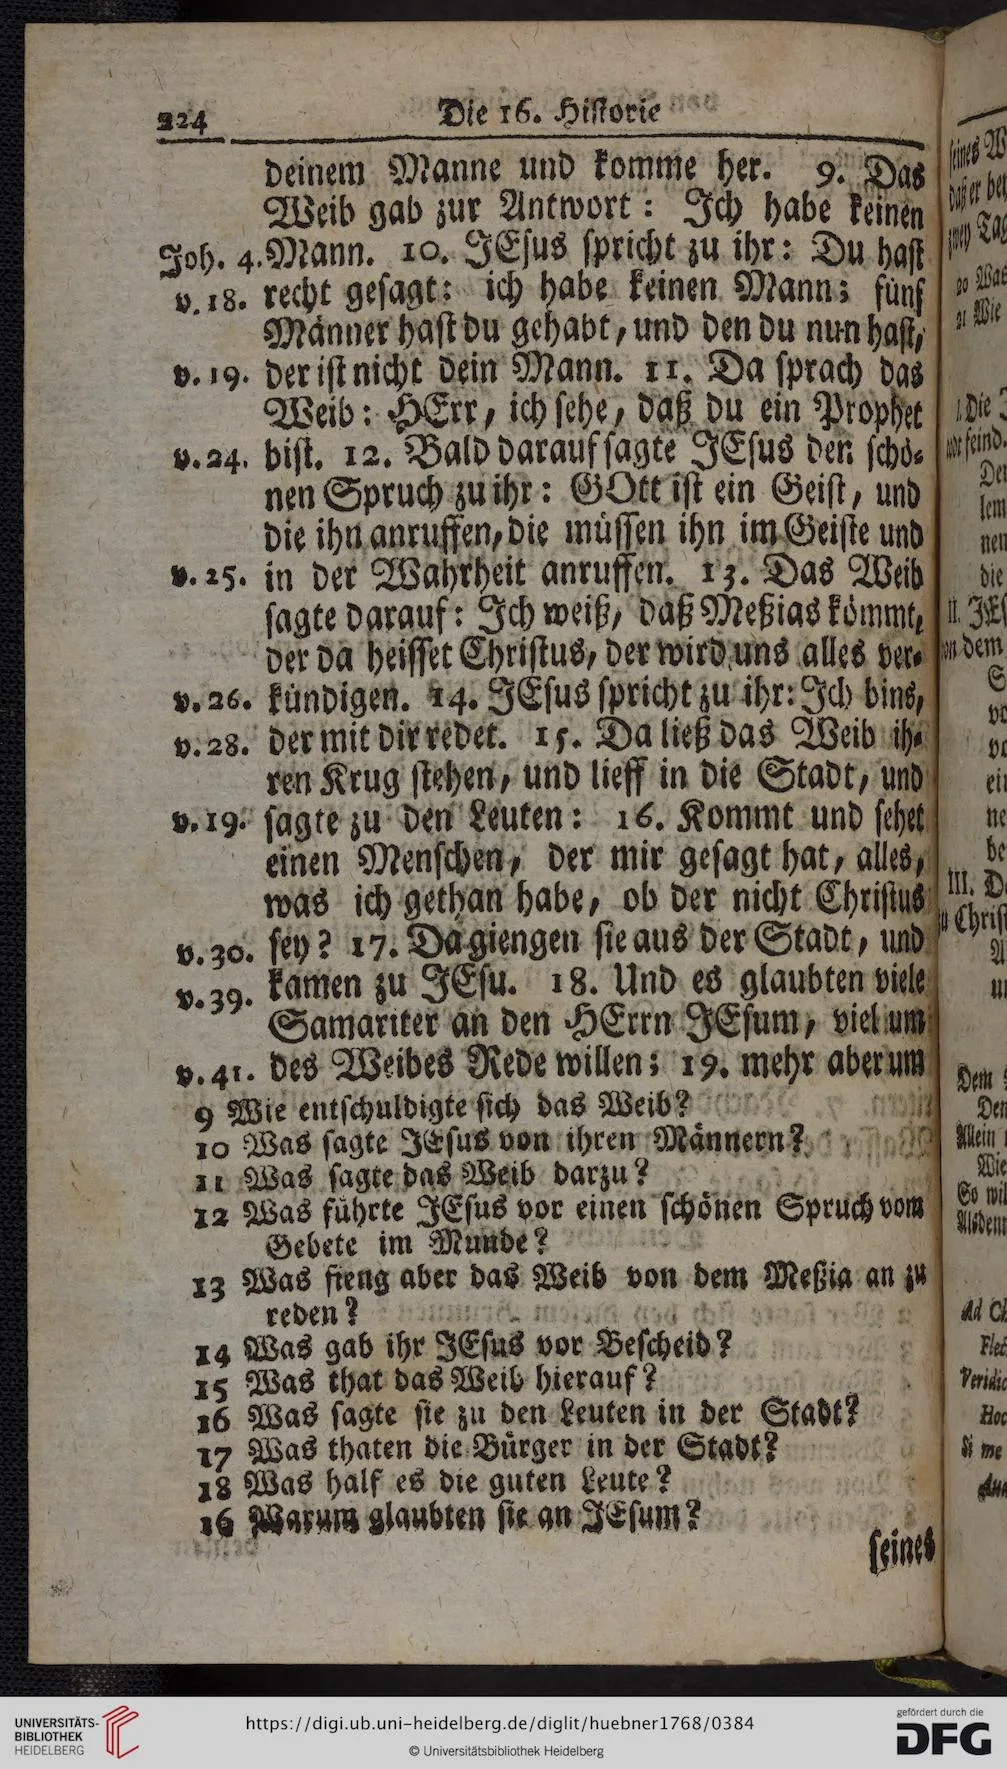 224 Die 16. Historie
deinem Manne und komme her. 9. Das
Weib gab zur Antwort: Ich habe keinen
Joh. 4. Mann. 10. JEsus spricht zu ihr: Du hast
v. 18. recht gesagt: ich habe keinen Mann; fünf
Männer hast du gehabt, und den du nun hast,
v. 19. der ist nicht dein Mann. 11. Da sprach das
Weib: HErr, ich sehe, daß du ein Prophet
v. 24. bist. 12. Bald darauf sagte JEsus den schö-
nen Spruch zu ihr: GOtt ist ein Geist, und
die ihn anruffen, die müssen ihn im Geiste und
v. 25. in der Wahrheit anruffen. 13. Das Weib
sagte darauf: Ich weiß, daß Meßias kömmt,
der da heisset Christus, der wird uns alles ver-
v. 26. kündigen. 14. JEsus spricht zu ihr: Ich bins,
v. 28. der mit dir redet. 15. Da ließ das Weib ih-
ren Krug stehen, und lieff in die Stadt, und
v. 19. sagte zu den Leuten: 16. Kommt und sehet
einen Menschen, der mir gesagt hat, alles,
was ich gethan habe, ob der nicht Christus
v. 30. sey? 17. Da giengen sie aus der Stadt, und
v. 39. kamen zu JEsu. 18. Und es glaubten viele
Samariter an den HErrn JEsum, viel um
v. 41. des Weibes Rede willen; 19. mehr aber um
9 Wie entschuldigte sich das Weib?
10 Was sagte JEsus von ihren Männern?
11 Was sagte das Weib darzu?
12 Was führte JEsus vor einen schönen Spruch vom
Gebete im Munde?
13 Was fieng aber das Weib von dem Meßia an zu
reden?
14 Was gab ihr JEsus vor Bescheid?
15 Was that das Weib hierauf?
16 Was sagte sie zu den Leuten in der Stadt?
17 Was thaten die Bürger in der Stadt?
18 Was half es die guten Leute?
16 Warum glaubten sie an JEsum?
seines
UNIVERSITÄTS-
BIBLIOTHEK
HEIDELBERG
https://digi.ub.uni-heidelberg.de/diglit/huebner1768/0384
© Universitätsbibliothek Heidelberg
gefördert durch die
DFG